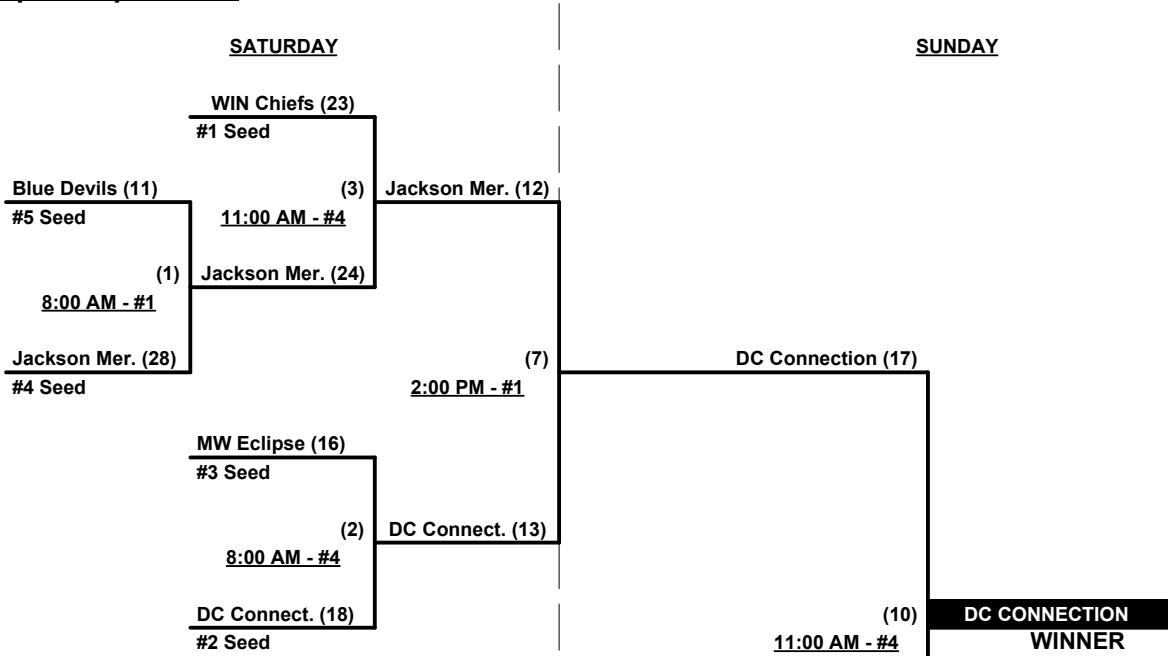 SATURDAY
SUNDAY
WIN Chiefs (23)
#1 Seed
Blue Devils (11)
(3)
Jackson Mer. (12)
#5 Seed
11:00 AM - #4
(1)
Jackson Mer. (24)
8:00 AM - #1
Jackson Mer. (28)
(7)
DC Connection (17)
#4 Seed
2:00 PM - #1
MW Eclipse (16)
#3 Seed
(2)
DC Connect. (13)
8:00 AM - #4
DC Connect. (18)
(10)
DC CONNECTION
#2 Seed
11:00 AM - #4
WINNER